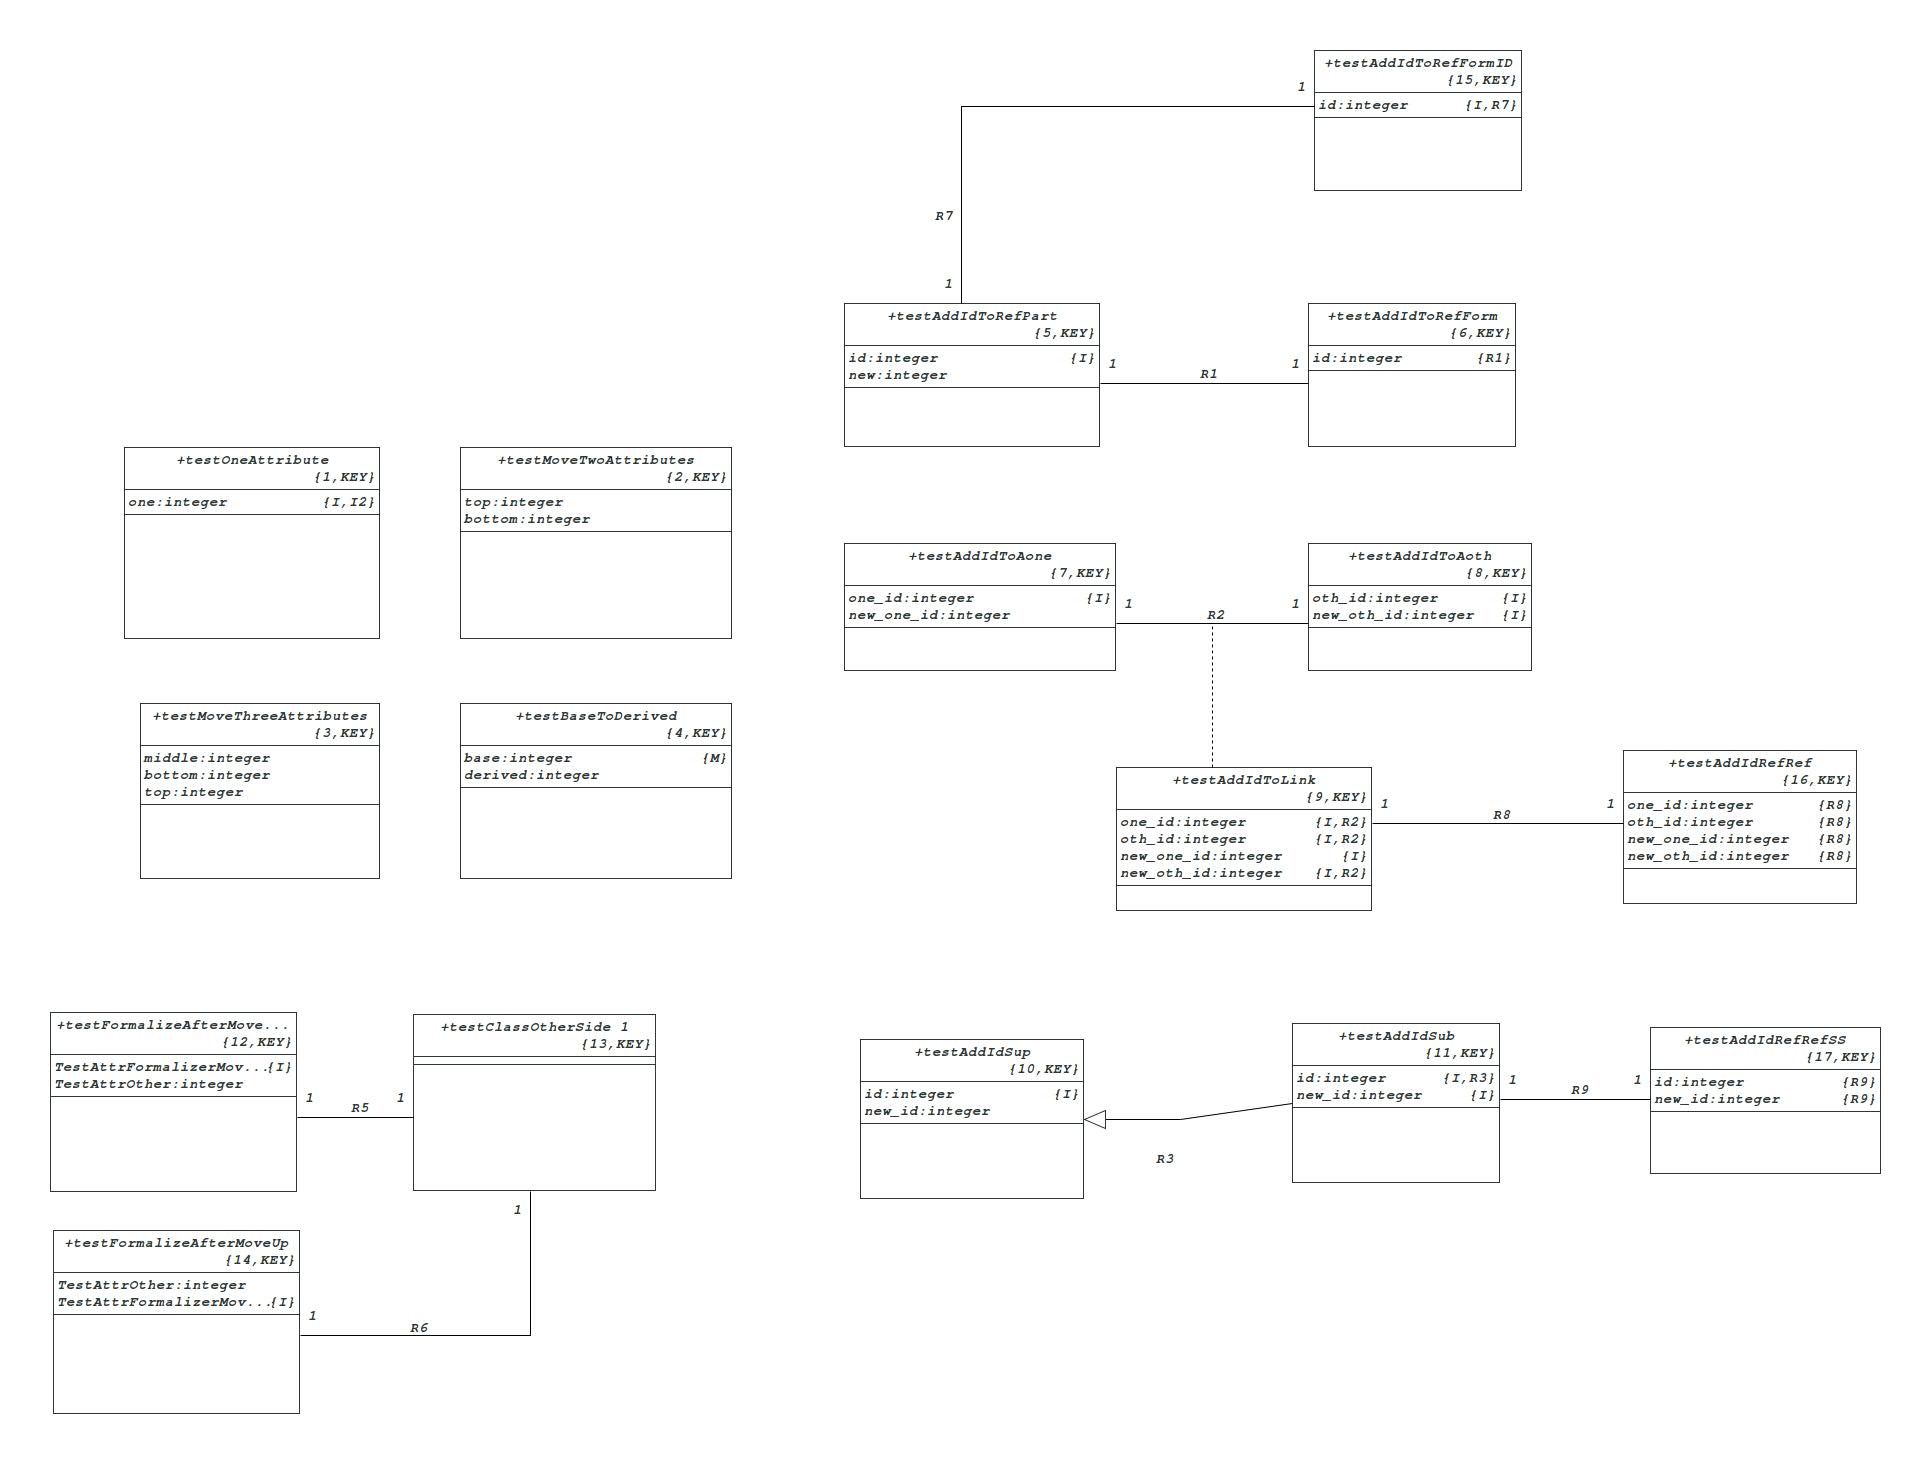 +testAddIdToRefFormID
{15,KEY}
1
id:integer {I,R7}
R7
1
+testAddIdToRefPart
{5,KEY}
id:integer {I}
new:integer
1 R1 1
+testAddIdToRefForm
{6,KEY}
id:integer {R1}
+testOneAttribute
{1,KEY}
one:integer {I,I2}
+testMoveTwoAttributes
{2,KEY}
top:integer
bottom:integer
+testAddIdToAone
{7,KEY}
one_id:integer {I}
new_one_id:integer
1 R2 1
+testAddIdToAoth
{8,KEY}
oth_id:integer {I}
new_oth_id:integer {I}
+testMoveThreeAttributes
{3,KEY}
middle:integer
bottom:integer
top:integer
+testBaseToDerived
{4,KEY}
base:integer {M}
derived:integer
+testAddIdToLink
{9,KEY}
one_id:integer {I,R2}
oth_id:integer {I,R2}
new_one_id:integer {I}
new_oth_id:integer {I,R2}
1 R8 1
+testAddIdRefRef
{16,KEY}
one_id:integer {R8}
oth_id:integer {R8}
new_one_id:integer {R8}
new_oth_id:integer {R8}
+testFormalizeAfterMove...
{12,KEY}
TestAttrFormalizerMov...{I}
TestAttrOther:integer
1 R5 1
+testClassOtherSide 1
{13,KEY}
1
+testFormalizeAfterMoveUp
{14,KEY}
TestAttrOther:integer
TestAttrFormalizerMov...{I}
1
R6
+testAddIdSup
{10,KEY}
id:integer {I}
new_id:integer
R3
+testAddIdSub
{11,KEY}
id:integer {I,R3}
new_id:integer {I}
1 R9 1
+testAddIdRefRefSS
{17,KEY}
id:integer {R9}
new_id:integer {R9}